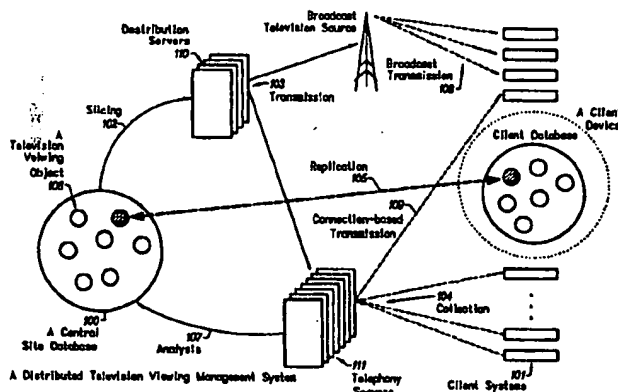 Distribution
Servers
110
Broadcast
Television Source
Broadcast
Transmission
108
103
Transmission
Slicing
102
A
Television
Viewing
Object
A Client
Device
Client Database
Replication
106
109
Connection-based
Transmission
104
Collection
100
A Central
Site Database
107
Analysis
111
Telephony
101
Client Systems
A Distributed Television Viewing Management System